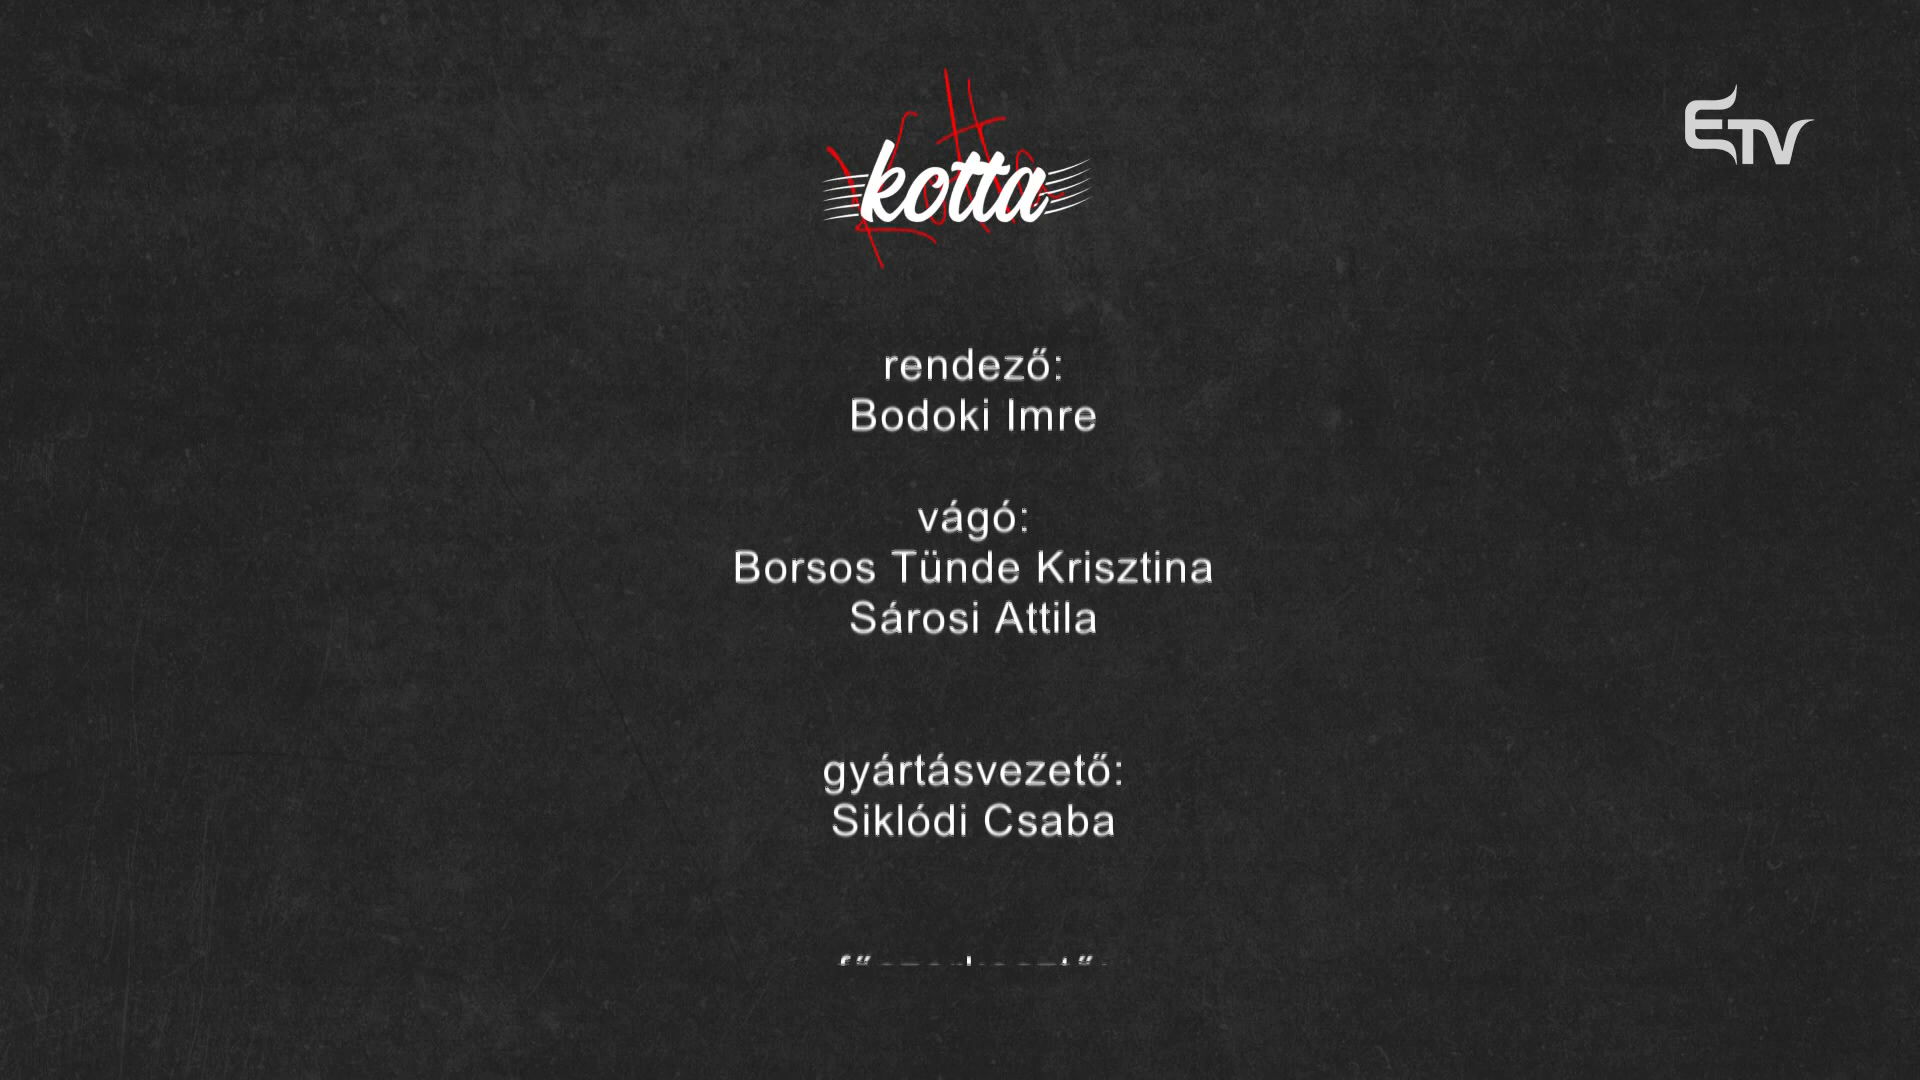 kotta
ETV
rendező:
Bodoki Imre
vágó:
Borsos Tünde Krisztina
Sárosi Attila
gyártásvezető:
Siklódi Csaba